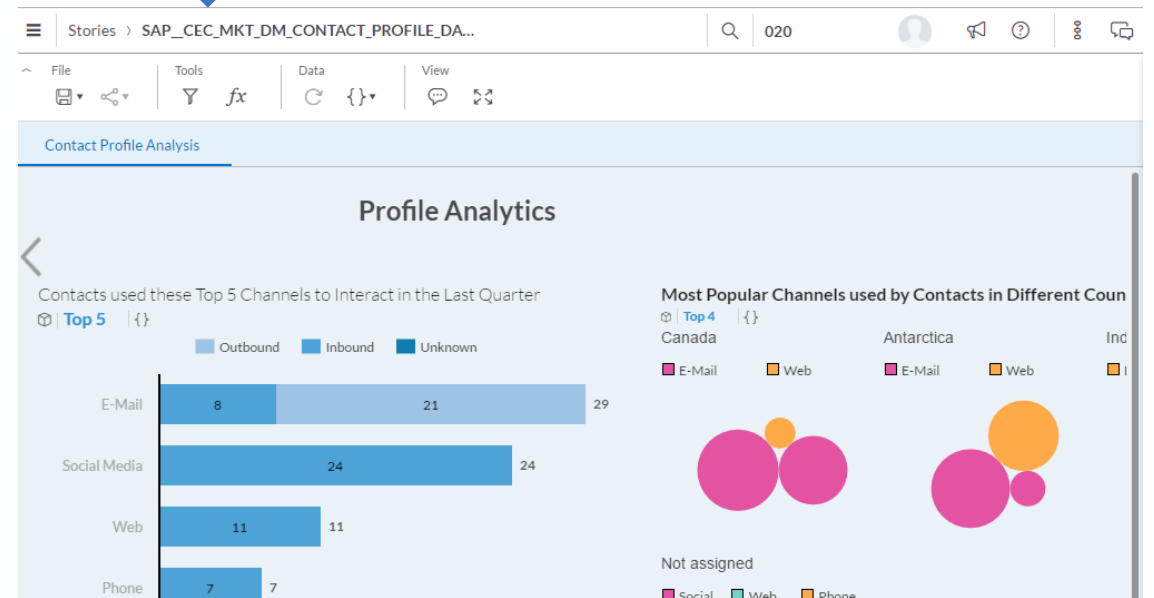 Stories > SAP__CEC_MKT_DM_CONTACT_PROFILE_DA...
020
File Tools Data View
fx {}
Contact Profile Analysis
Profile Analytics
Contacts used these Top 5 Channels to Interact in the Last Quarter
Top 5 {}
Outbound Inbound Unknown
E-Mail 8 21 29
Social Media 24 24
Web 11 11
Phone 7 7
Most Popular Channels used by Contacts in Different Coun
Top 4 {}
Canada Antarctica Ind
E-Mail Web E-Mail Web
Not assigned
Social Web Phone